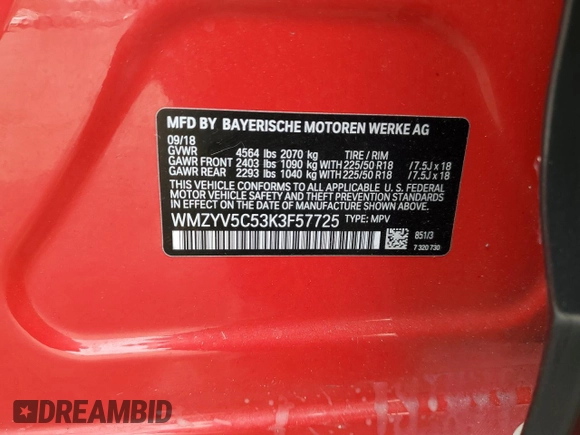 MFD BY BAYERISCHE MOTOREN WERKE AG
09/18
GVWR 4564 lbs 2070 kg TIRE / RIM
GAWR FRONT 2403 lbs 1090 kg WITH 225/50 R18 /7.5J x 18
GAWR REAR 2293 lbs 1040 kg WITH 225/50 R18 /7.5J x 18
THIS VEHICLE CONFORMS TO ALL APPLICABLE U. S. FEDERAL
MOTOR VEHICLE SAFETY AND THEFT PREVENTION STANDARDS
IN EFFECT ON THE DATE OF MANUFACTURE SHOWN ABOVE.
WMZYV5C53K3F57725 TYPE: MPV
851/3
7 320 730
DREAMBID